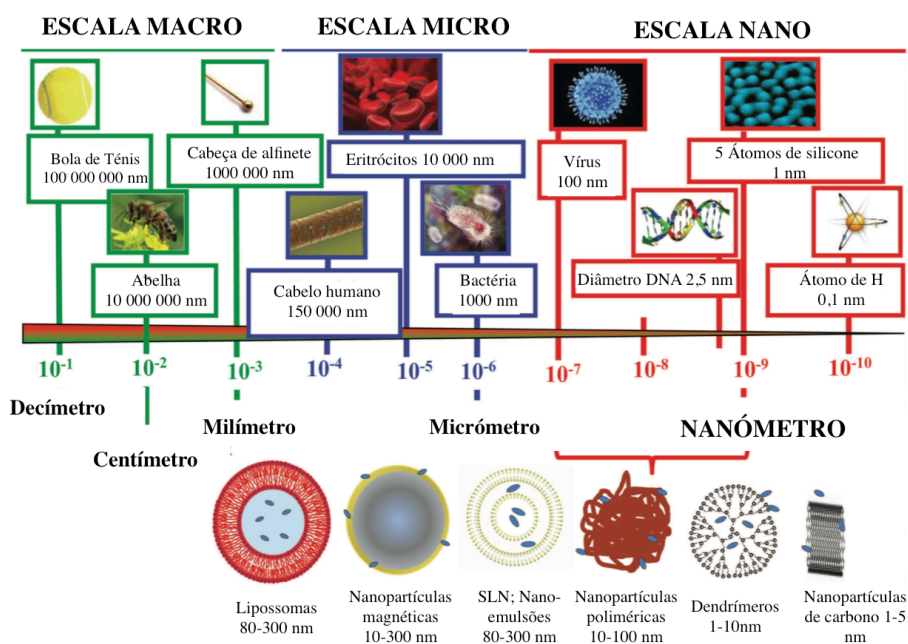 ESCALA MACRO
ESCALA MICRO
ESCALA NANO
Bola de Ténis
100 000 000 nm
Cabeça de alfinete
1000 000 nm
Eritrócitos 10 000 nm
Vírus
100 nm
5 Átomos de silicone
1 nm
Abelha
10 000 000 nm
Cabelo humano
150 000 nm
Bactéria
1000 nm
Diâmetro DNA 2,5 nm
Átomo de H
0,1 nm
10-1
10-2
10-3
10-4
10-5
10-6
10-7
10-8
10-9
10-10
Decímetro
Centímetro
Milímetro
Micrómetro
NANÓMETRO
Lipossomas
80-300 nm
Nanopartículas
magnéticas
10-300 nm
SLN; Nano-
emulsões
80-300 nm
Nanopartículas
poliméricas
10-100 nm
Dendrímeros
1-10nm
Nanopartículas
de carbono 1-5
nm